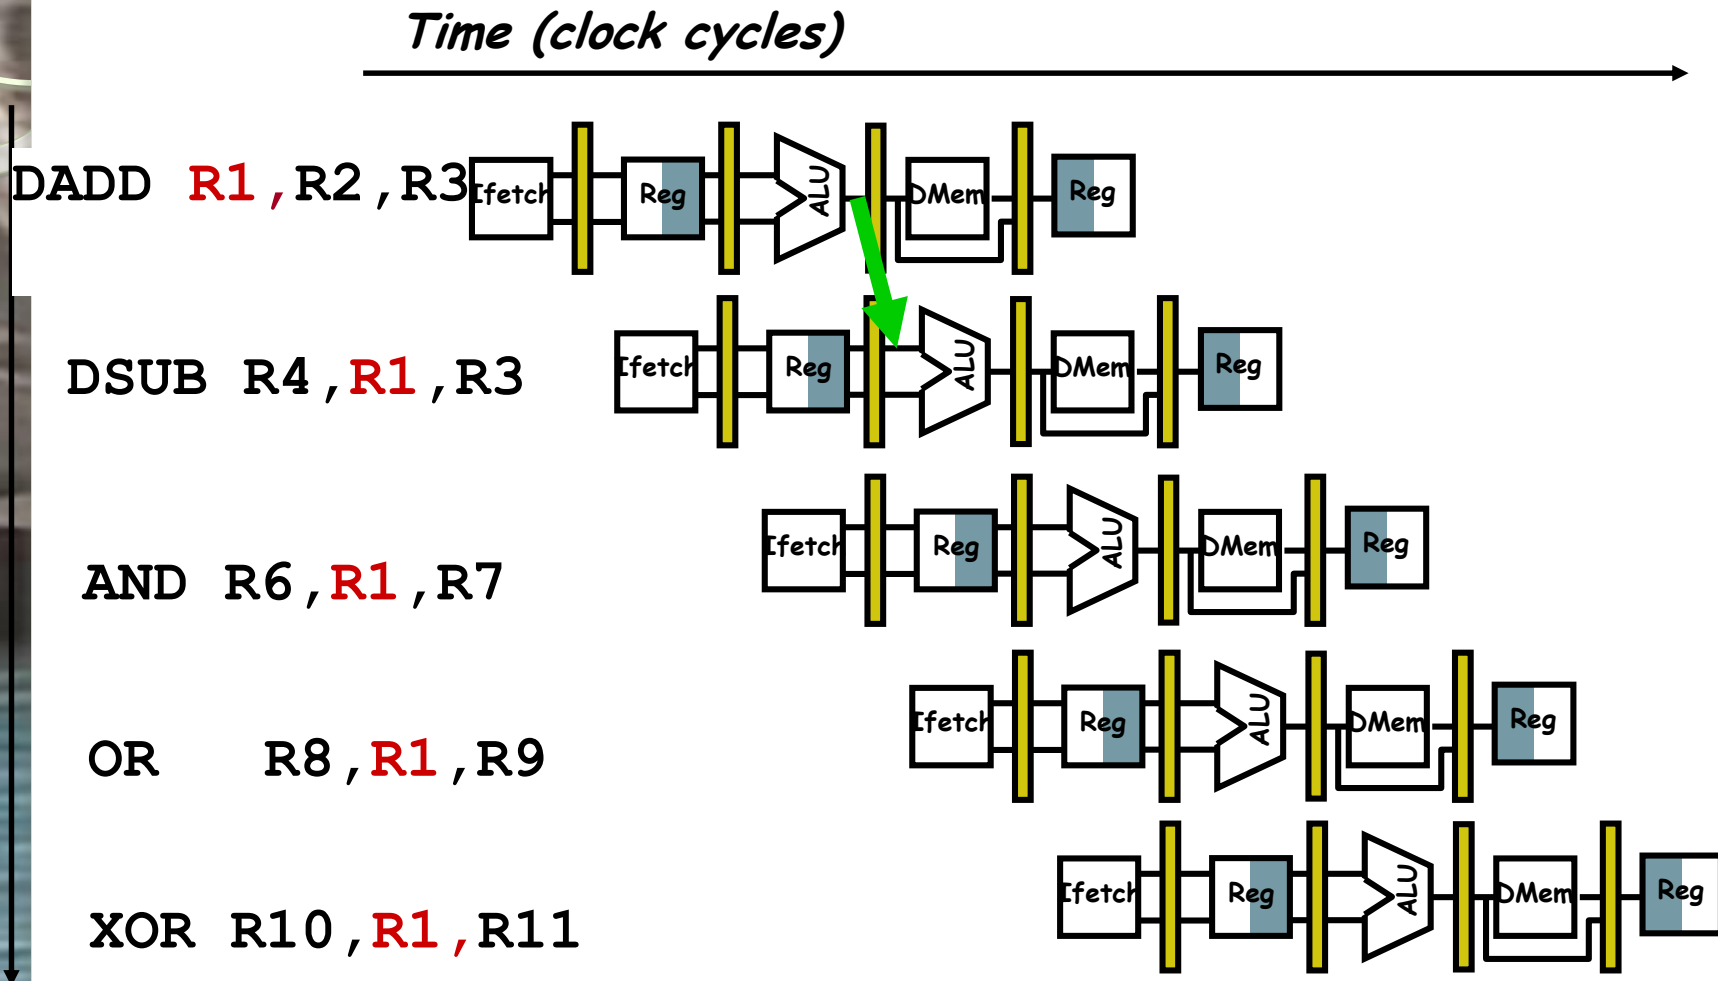 Time (clock cycles)
DADD R1,R2,R3 Ifetch Reg ALU DMem Reg
DSUB R4,R1,R3 Ifetch Reg ALU DMem Reg
AND R6,R1,R7 Ifetch Reg ALU DMem Reg
OR R8,R1,R9 Ifetch Reg ALU DMem Reg
XOR R10,R1,R11 Ifetch Reg ALU DMem Reg